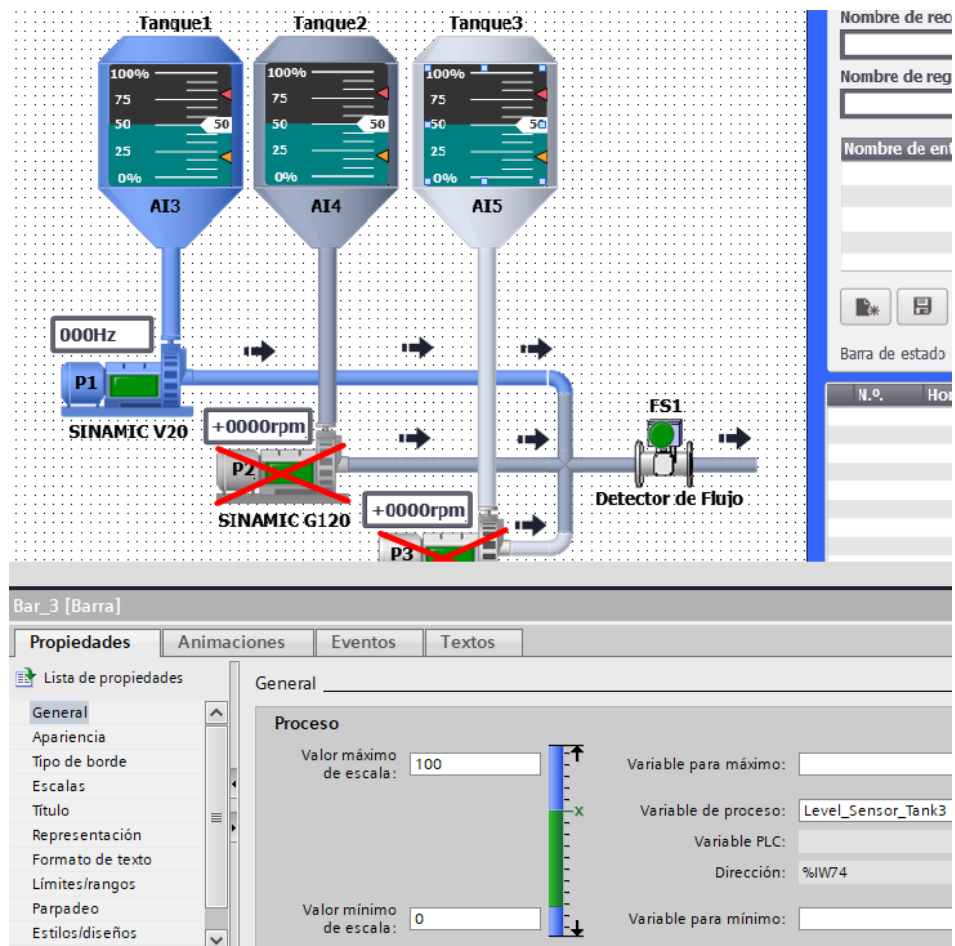 Tanque1 Tanque2 Tanque3
100% 100% 100%
75 75 75
50 50 50 50 50 50
25 25 25
0% 0% 0%
AI3 AI4 AI5
000Hz
P1
SINAMIC V20
+0000rpm
P2
SINAMIC G120
+0000rpm
P3
FS1
Detector de Flujo
Nombre de rec
Nombre de reg
Nombre de ent
Barra de estado
N.º. Hor
Bar_3 [Barra]
Propiedades Animaciones Eventos Textos
Lista de propiedades
General
Apariencia
Tipo de borde
Escalas
Título
Representación
Formato de texto
Límites/rangos
Parpadeo
Estilos/diseños
General
Proceso
Valor máximo
de escala:
100
Variable para máximo:
X
Variable de proceso: Level_Sensor_Tank3
Variable PLC:
Dirección: %IW74
Valor mínimo
de escala:
0
Variable para mínimo: